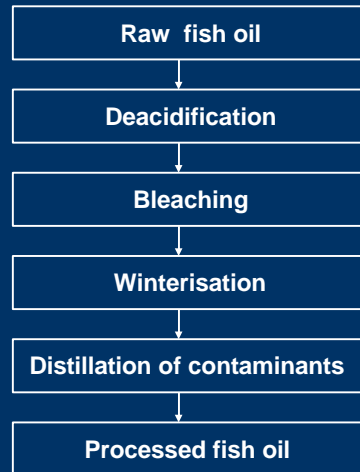 Raw fish oil
Deacidification
Bleaching
Winterisation
Distillation of contaminants
Processed fish oil